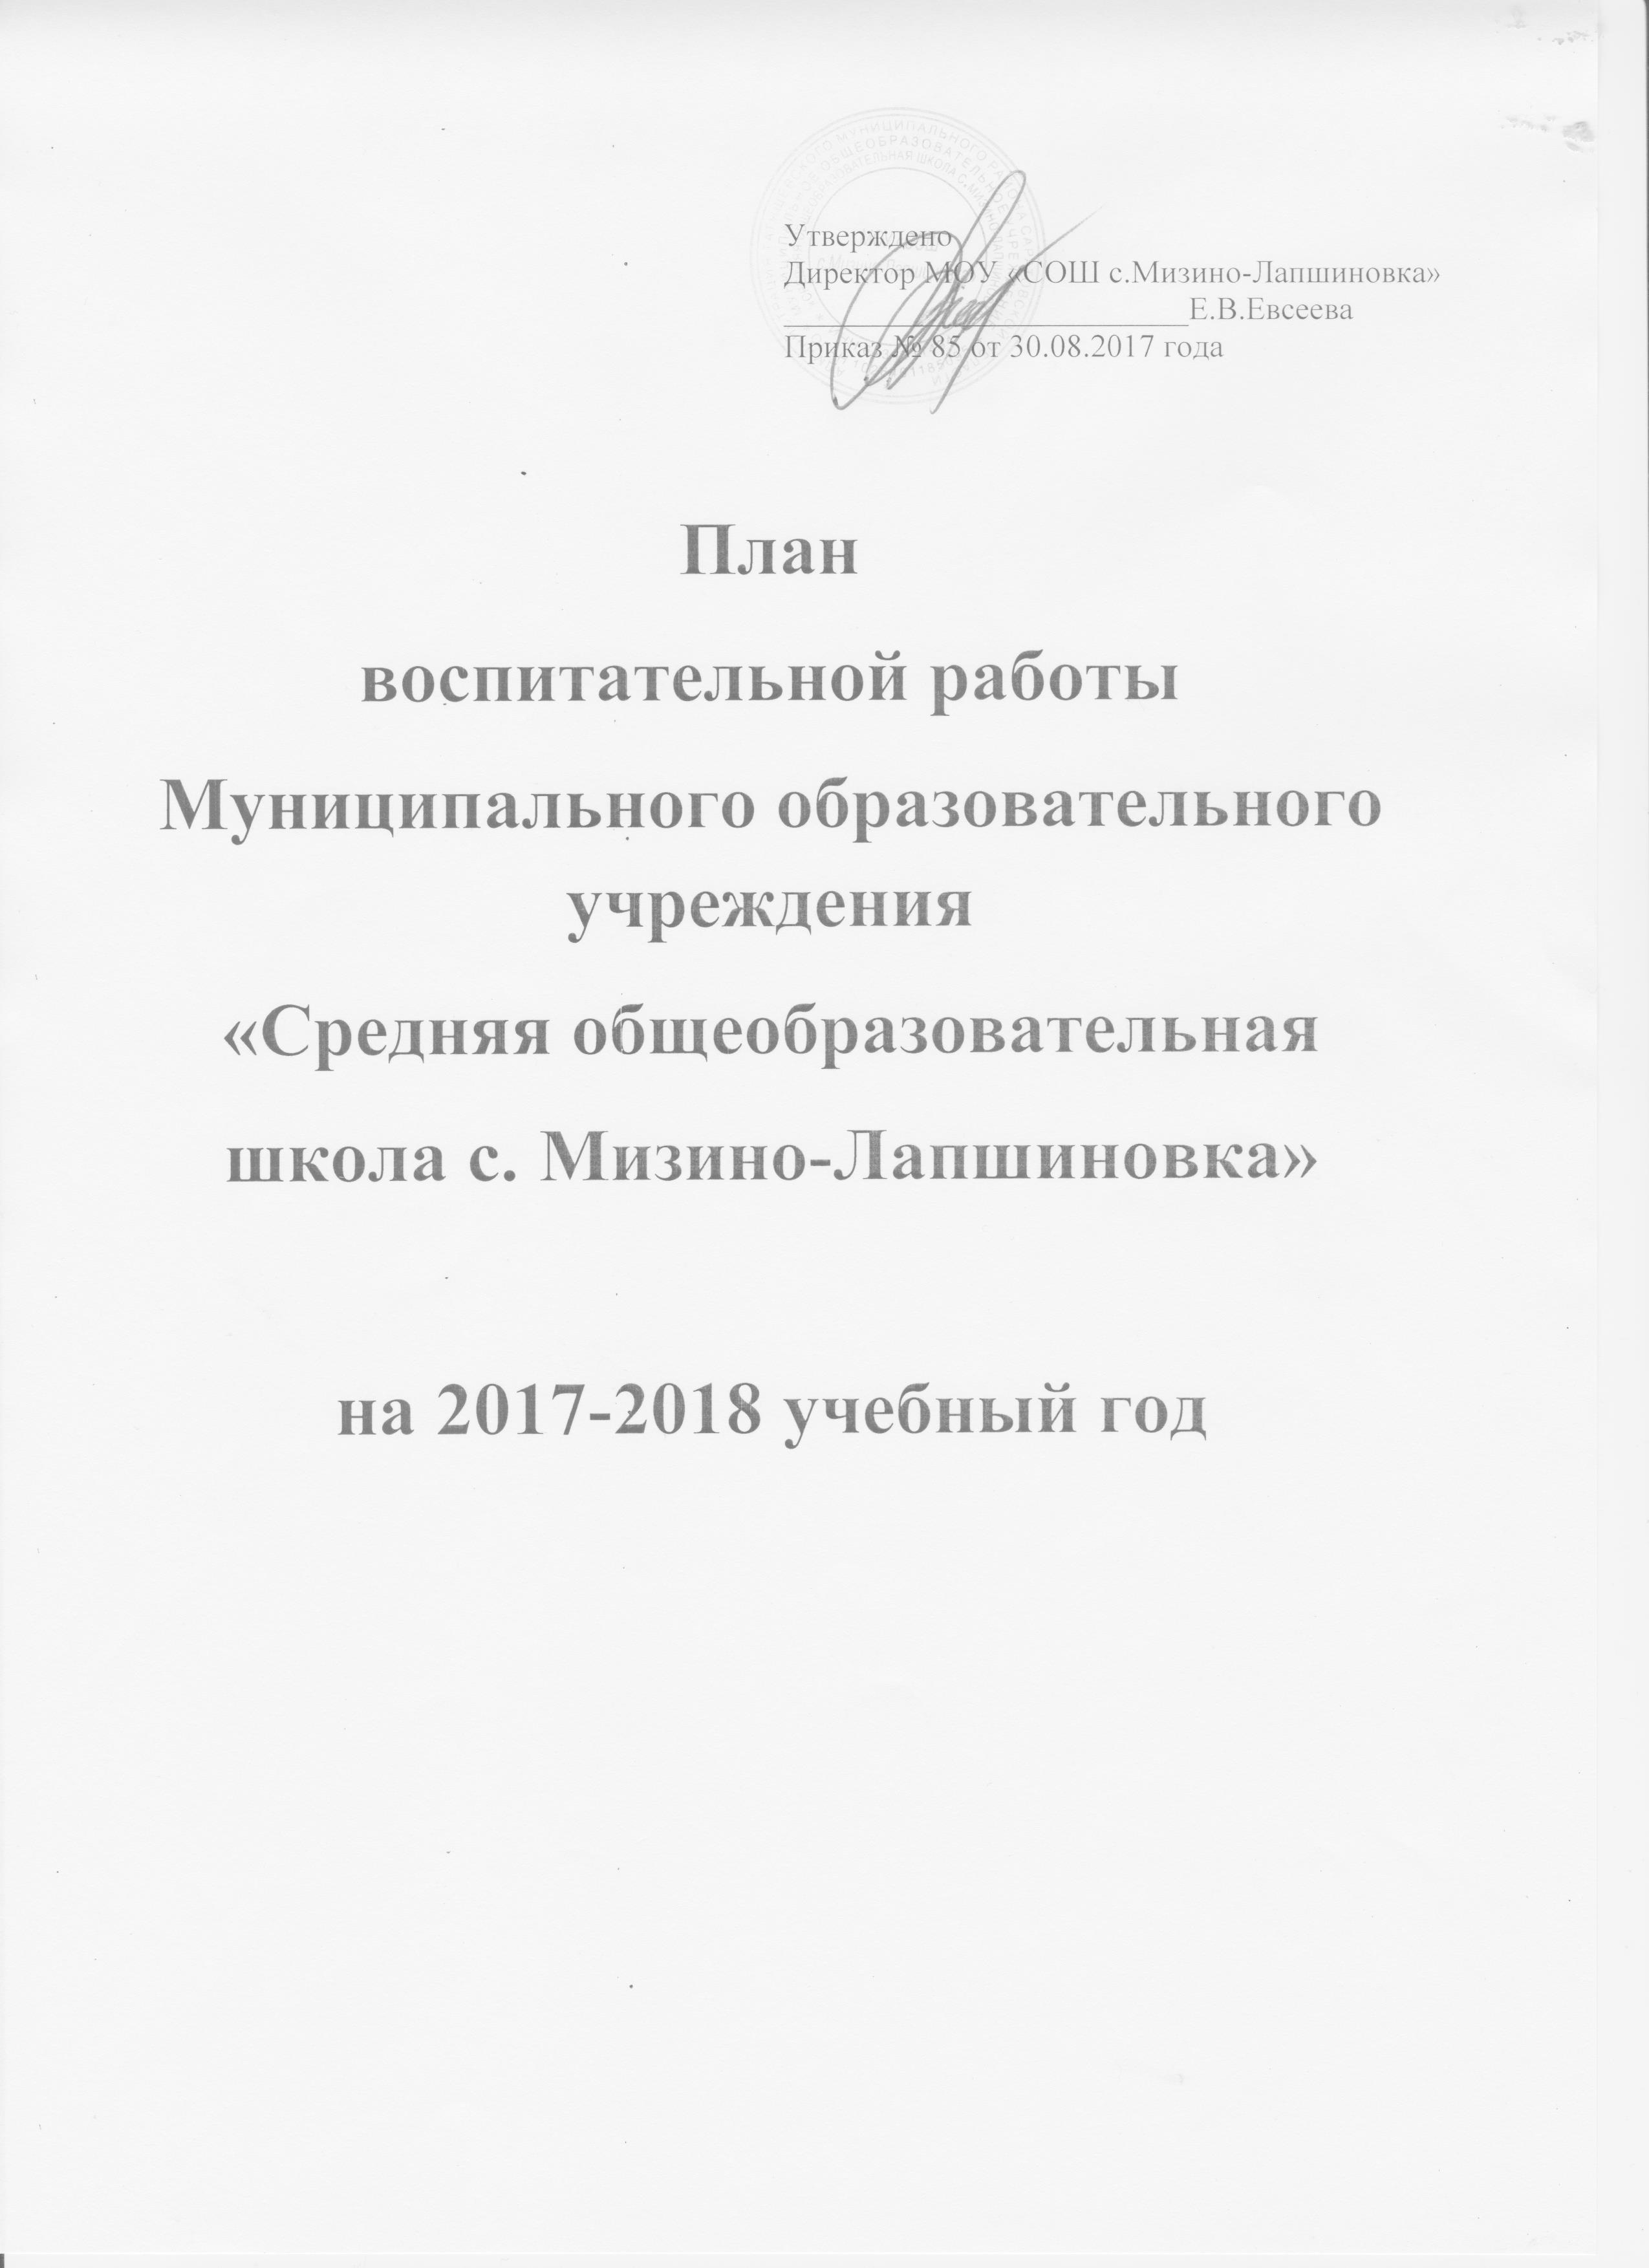 Утверждено
Директор МОУ «СОШ с.Мизино-Лапшиновка»
Е.В.Евсеева
Приказ № 85 от 30.08.2017 года
План
воспитательной работы
Муниципального образовательного
учреждения
«Средняя общеобразовательная
школа с. Мизино-Лапшиновка»
на 2017-2018 учебный год